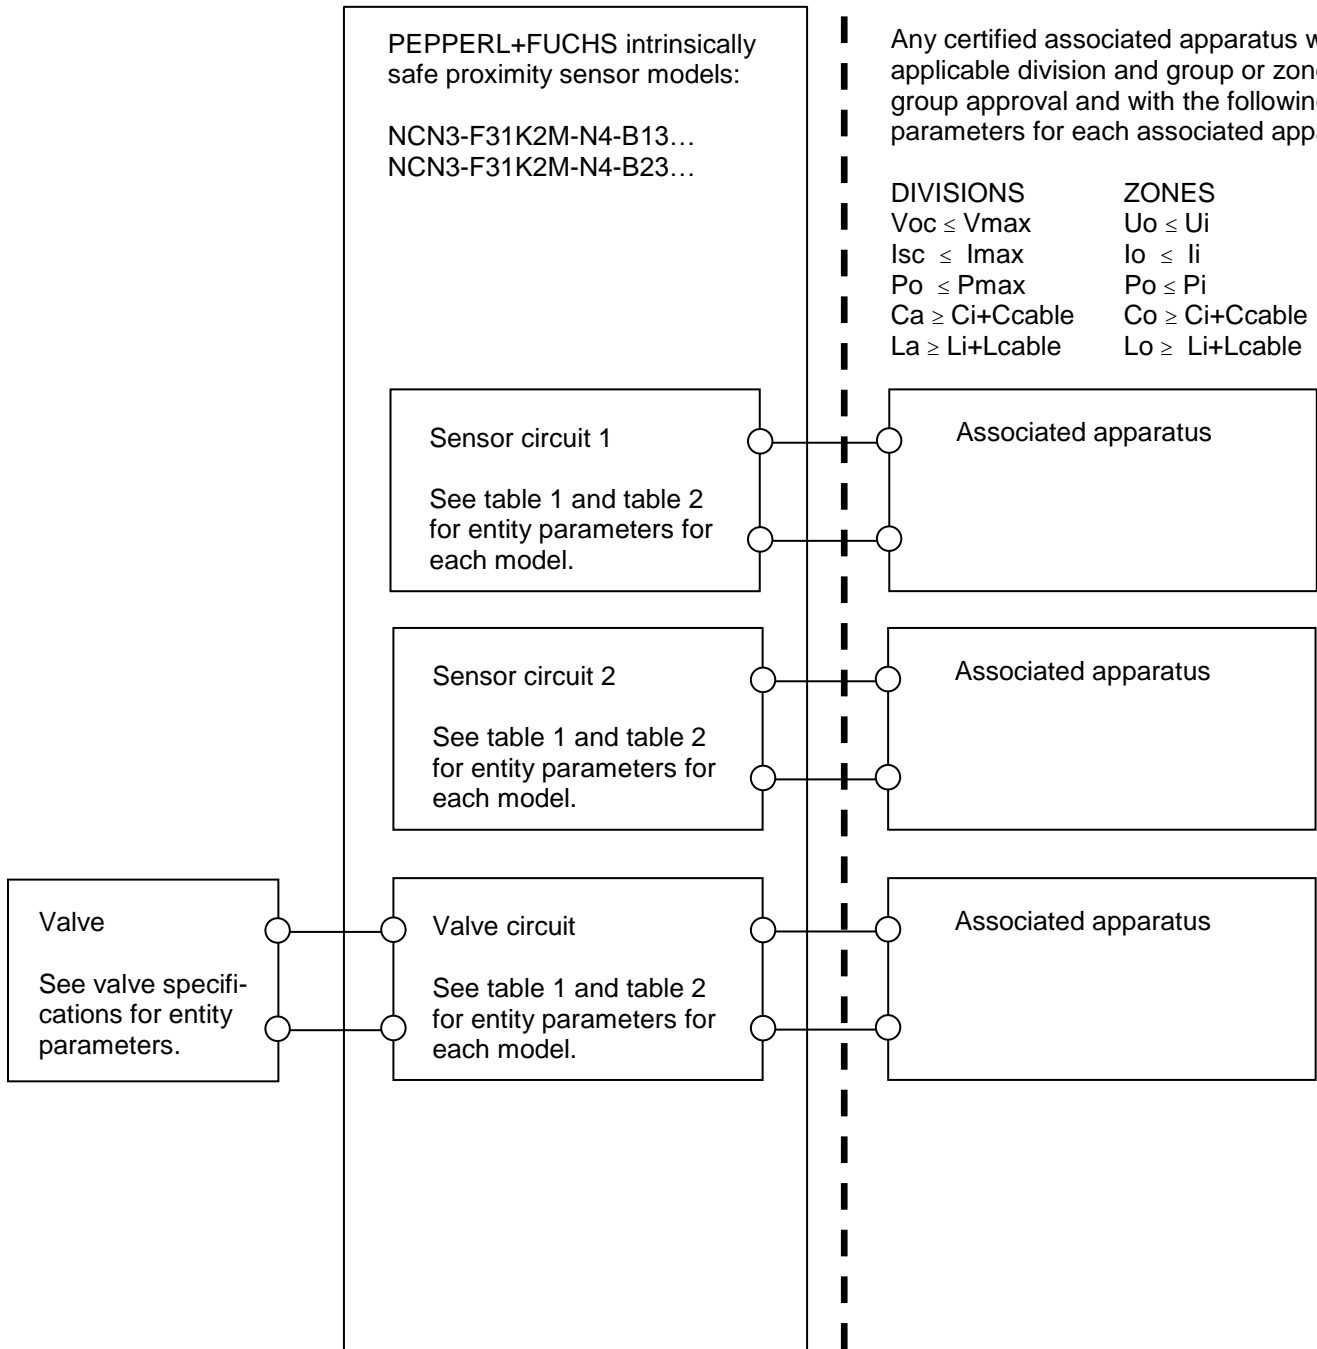 PEPPERL+FUCHS intrinsically
safe proximity sensor models:
NCN3-F31K2M-N4-B13…
NCN3-F31K2M-N4-B23…
Any certified associated apparatus
applicable division and group or
group approval and with the
parameters for each associated
DIVISIONS ZONES
Voc ≤ Vmax Uo ≤ Ui
Isc ≤ Imax Io ≤ Ii
Po ≤ Pmax Po ≤ Pi
Ca ≥ Ci+Ccable Co ≥ Ci+Ccable
La ≥ Li+Lcable Lo ≥ Li+Lcable
Sensor circuit 1
See table 1 and table 2
for entity parameters for
each model.
Associated apparatus
Sensor circuit 2
See table 1 and table 2
for entity parameters for
each model.
Associated apparatus
Valve
See valve specifi-
cations for entity
parameters.
Valve circuit
See table 1 and table 2
for entity parameters for
each model.
Associated apparatus